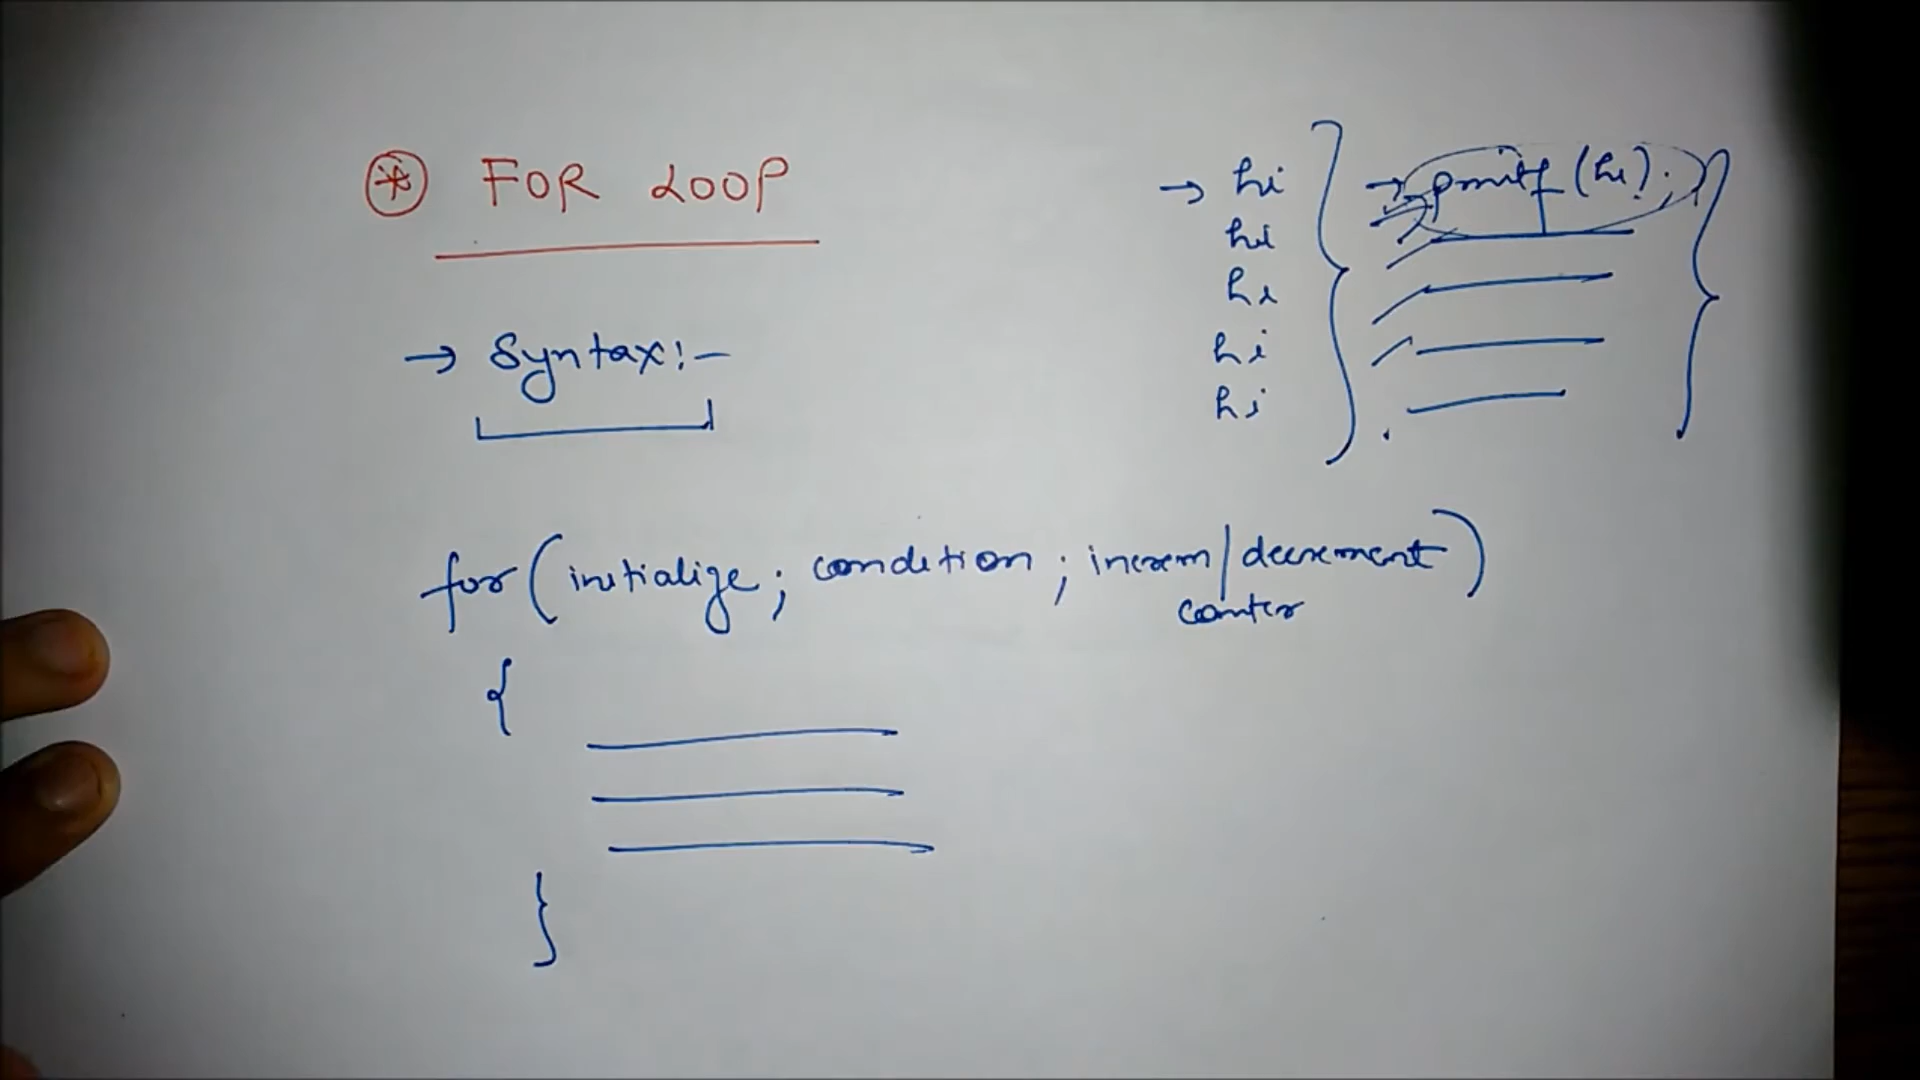 * FOR LOOP
→ Syntax:-
→ hi
hi
hi
hi
hi
→ printf (hi);
for (initialize; condition; increm/decrement)
counter
{
}